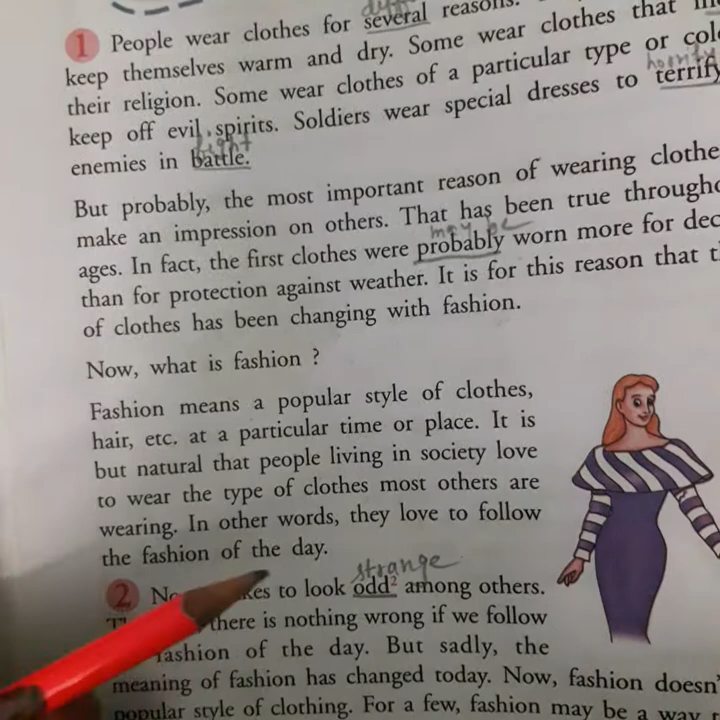 1 People wear clothes for several reasons.
keep themselves warm and dry. Some wear clothes that
their religion. Some wear clothes of a particular type or
horrify
keep off evil spirits. Soldiers wear special dresses to terrify
fight
enemies in battle.
But probably, the most important reason of wearing
make an impression on others. That has been true
may be
ages. In fact, the first clothes were probably worn more for
than for protection against weather. It is for this reason that
of clothes has been changing with fashion.
Now, what is fashion ?
Fashion means a popular style of clothes,
hair, etc. at a particular time or place. It is
but natural that people living in society love
to wear the type of clothes most others are
wearing. In other words, they love to follow
the fashion of the day.
strange
2 to look odd² among others.
there is nothing wrong if we follow
fashion of the day. But sadly, the
meaning of fashion has changed today. Now, fashion
popular style of clothing. For a few, fashion may be a way